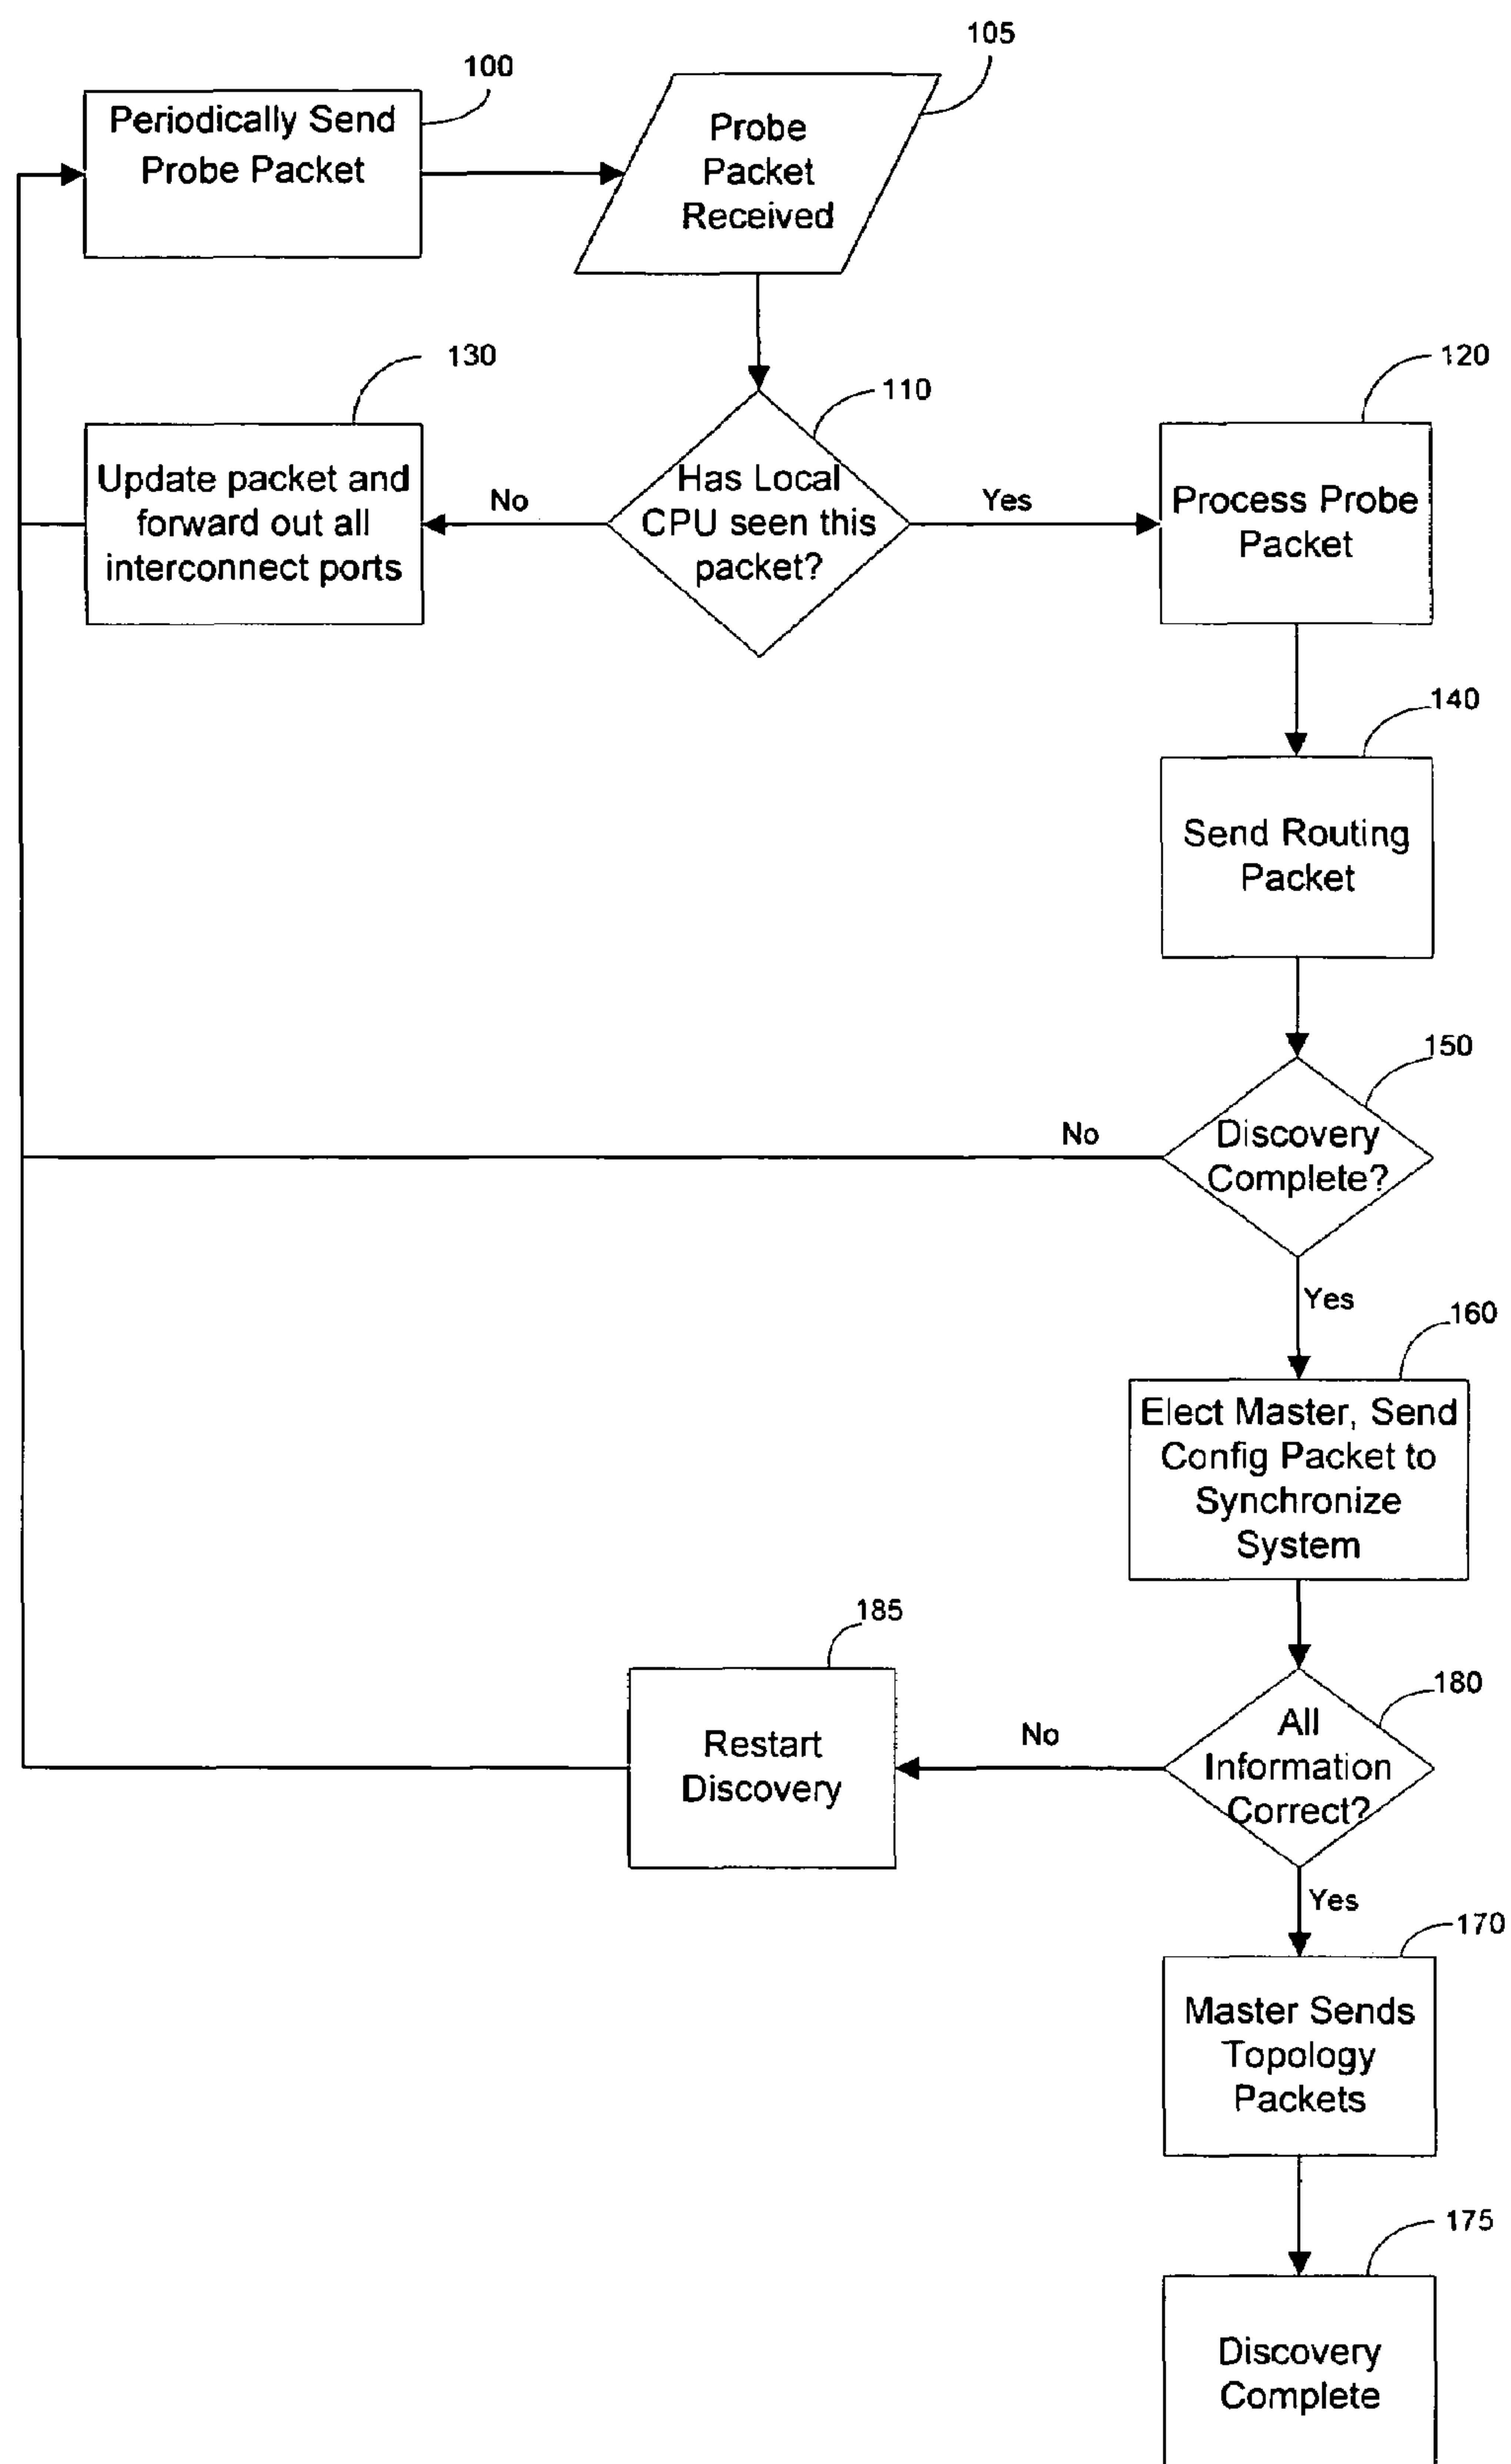 100
Periodically Send
Probe Packet
105
Probe
Packet
Received
130
Update packet and
forward out all
interconnect ports
No
110
Has Local
CPU seen this
packet?
Yes
120
Process Probe
Packet
140
Send Routing
Packet
150
Discovery
Complete?
No
Yes
160
Elect Master, Send
Config Packet to
Synchronize
System
185
Restart
Discovery
No
180
All
Information
Correct?
Yes
170
Master Sends
Topology
Packets
175
Discovery
Complete